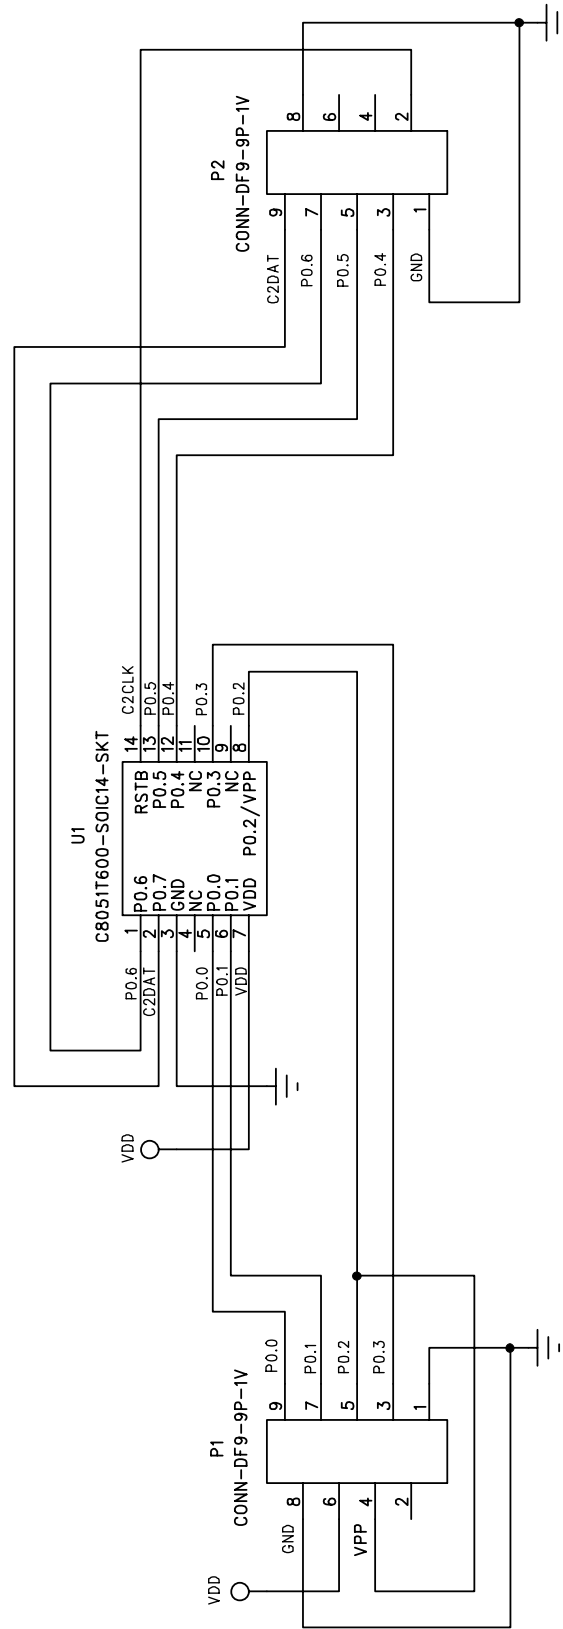 8
6
4
2
P2
CONN-DF9-9P-1V
9
7
5
3
1
C2DAT
P0.6
P0.5
P0.4
GND
C2CLK
P0.5
P0.4
P0.3
P0.2
14
13
12
11
10
9
8
U1
C8051T600-SOIC14-SKT
RSTB
P0.5
P0.4
NC
P0.3
NC
P0.2/VPP
P0.6
P0.7
GND
NC
P0.0
P0.1
VDD
1
2
3
4
5
6
7
P0.6
C2DAT
P0.0
P0.1
VDD
VDD
P0.0
P0.1
P0.2
P0.3
9
7
5
3
1
P1
CONN-DF9-9P-1V
8
6
4
2
GND
VPP
VDD